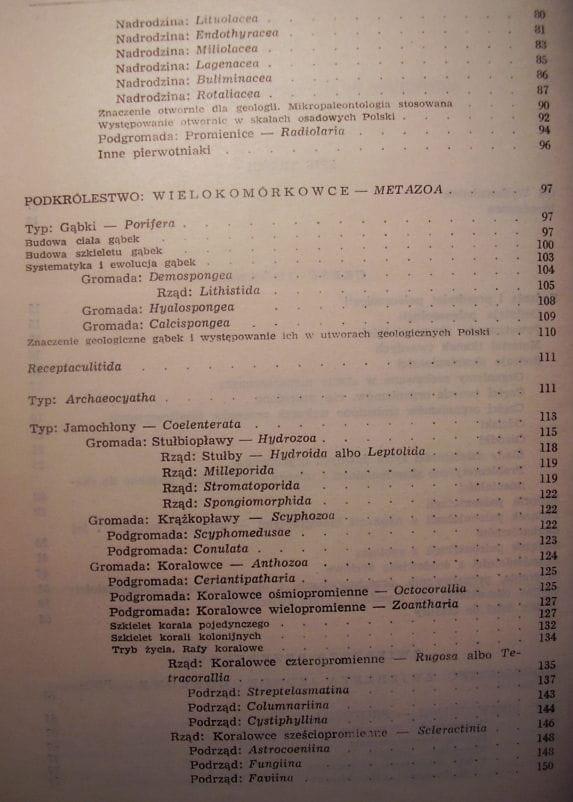 Nadrodzina: Lituolacea . . . . . . . . 80
Nadrodzina: Endothyracea . . . . . . . . 81
Nadrodzina: Miliolacea . . . . . . . . 83
Nadrodzina: Lagenacea . . . . . . . . 85
Nadrodzina: Buliminacea . . . . . . . . 86
Nadrodzina: Rotaliacea . . . . . . . . 87
Znaczenie otwornic dla geologii. Mikropaleontologia stosowana 90
Występowanie otwornic w skałach osadowych Polski . . . . 92
Podgromada: Promienice — Radiolaria . . . . . . 94
Inne pierwotniaki . . . . . . . . . 96
PODKRÓLESTWO: WIELOKOMÓRKOWCE — METAZOA . . . . 97
Typ: Gąbki — Porifera . . . . . . . . . 97
Budowa ciała gąbek . . . . . . . . . 97
Budowa szkieletu gąbek . . . . . . . . . 100
Systematyka i ewolucja gąbek . . . . . . . . 103
Gromada: Demospongea . . . . . . . . 104
Rząd: Lithistida . . . . . . . . 105
Gromada: Hyalospongea . . . . . . . . 108
Gromada: Calcispongea . . . . . . . . 109
Znaczenie geologiczne gąbek i występowanie ich w utworach geologicznych Polski . . 110
Receptaculitida . . . . . . . . . . 111
Typ: Archaeocyatha . . . . . . . . . . 111
Typ: Jamochłony — Coelenterata . . . . . . . 113
Gromada: Stułbiopławy — Hydrozoa . . . . . . 115
Rząd: Stułby — Hydroida albo Leptolida . . . . 118
Rząd: Milleporida . . . . . . . 119
Rząd: Stromatoporida . . . . . . . 119
Rząd: Spongiomorphida . . . . . . . 122
Gromada: Krążkopławy — Scyphozoa . . . . . . 122
Podgromada: Scyphomedusae . . . . . . . 122
Podgromada: Conulata . . . . . . . . 123
Gromada: Koralowce — Anthozoa . . . . . . . 124
Podgromada: Ceriantipatharia . . . . . . . 125
Podgromada: Koralowce ośmiopromienne — Octocorallia . . . 125
Podgromada: Koralowce wielopromienne — Zoantharia . . . 127
Szkielet korala pojedynczego . . . . . . . 127
Szkielet korali kolonijnych . . . . . . . 132
Tryb życia. Rafy koralowe . . . . . . . 134
Rząd: Koralowce czteropromienne — Rugosa albo Te-
tracorallia . . . . . . . . 135
Podrząd: Streptelasmatina . . . . . . 137
Podrząd: Columnariina . . . . . . 143
Podrząd: Cystiphyllina . . . . . . 144
Rząd: Koralowce sześciopromienne — Scleractinia . . 146
Podrząd: Astrocoeniina . . . . . . 148
Podrząd: Fungiina . . . . . . 148
Podrząd: Faviina . . . . . . 150